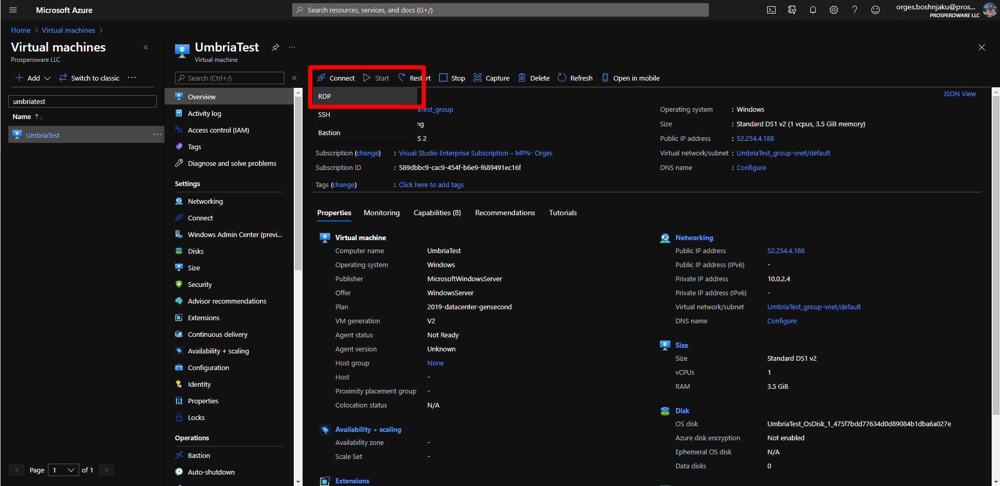 Microsoft Azure
Search resources, services, and docs (G+/)
orges.boshnjaku@pros...
PROSPEROWARE LLC
Home > Virtual machines >
Virtual machines
Prosperoware LLC
Add
Switch to classic
umbriatest
Name
UmbriaTest
Page 1 of 1
UmbriaTest
Virtual machine
Search (Ctrl+/)
Overview
Activity log
Access control (IAM)
Tags
Diagnose and solve problems
Settings
Networking
Connect
Windows Admin Center (previ...
Disks
Size
Security
Advisor recommendations
Extensions
Continuous delivery
Availability + scaling
Configuration
Identity
Properties
Locks
Operations
Bastion
Auto-shutdown
Connect Start Restart Stop Capture Delete Refresh Open in mobile
RDP
SSH
Bastion
JSON View
aTest_group
ng
S 2
Subscription (change) : Visual Studio Enterprise Subscription – MPN- Orges
Subscription ID : 589dbbc9-cac9-454f-b6e9-f689491ec16f
Tags (change) : Click here to add tags
Operating system : Windows
Size : Standard DS1 v2 (1 vcpus, 3.5 GiB memory)
Public IP address : 52.254.4.188
Virtual network/subnet : UmbriaTest_group-vnet/default
DNS name : Configure
Properties Monitoring Capabilities (8) Recommendations Tutorials
Virtual machine
Computer name UmbriaTest
Operating system Windows
Publisher MicrosoftWindowsServer
Offer WindowsServer
Plan 2019-datacenter-gensecond
VM generation V2
Agent status Not Ready
Agent version Unknown
Host group None
Host -
Proximity placement group -
Colocation status N/A
Availability + scaling
Availability zone -
Scale Set -
Extensions
Networking
Public IP address 52.254.4.188
Public IP address (IPv6) -
Private IP address 10.0.2.4
Private IP address (IPv6) -
Virtual network/subnet UmbriaTest_group-vnet/default
DNS name Configure
Size
Size Standard DS1 v2
vCPUs 1
RAM 3.5 GiB
Disk
OS disk UmbriaTest_OsDisk_1_475f7bdd77634d0d89084b1dba6a027e
Azure disk encryption Not enabled
Ephemeral OS disk N/A
Data disks 0